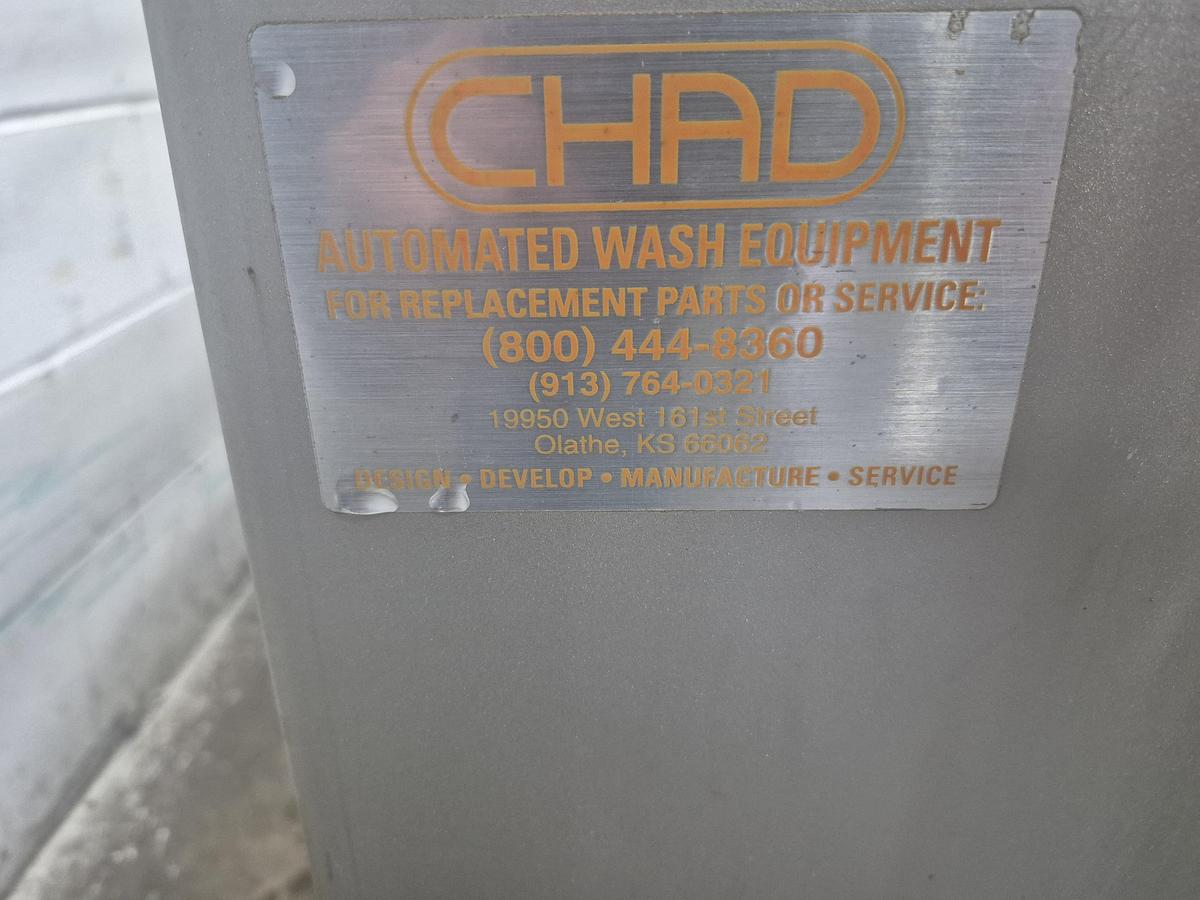 CHAD
AUTOMATED WASH EQUIPMENT
FOR REPLACEMENT PARTS OR SERVICE:
(800) 444-8360
(913) 764-0321
19950 West 161st Street
Olathe, KS 66062
DESIGN • DEVELOP • MANUFACTURE • SERVICE